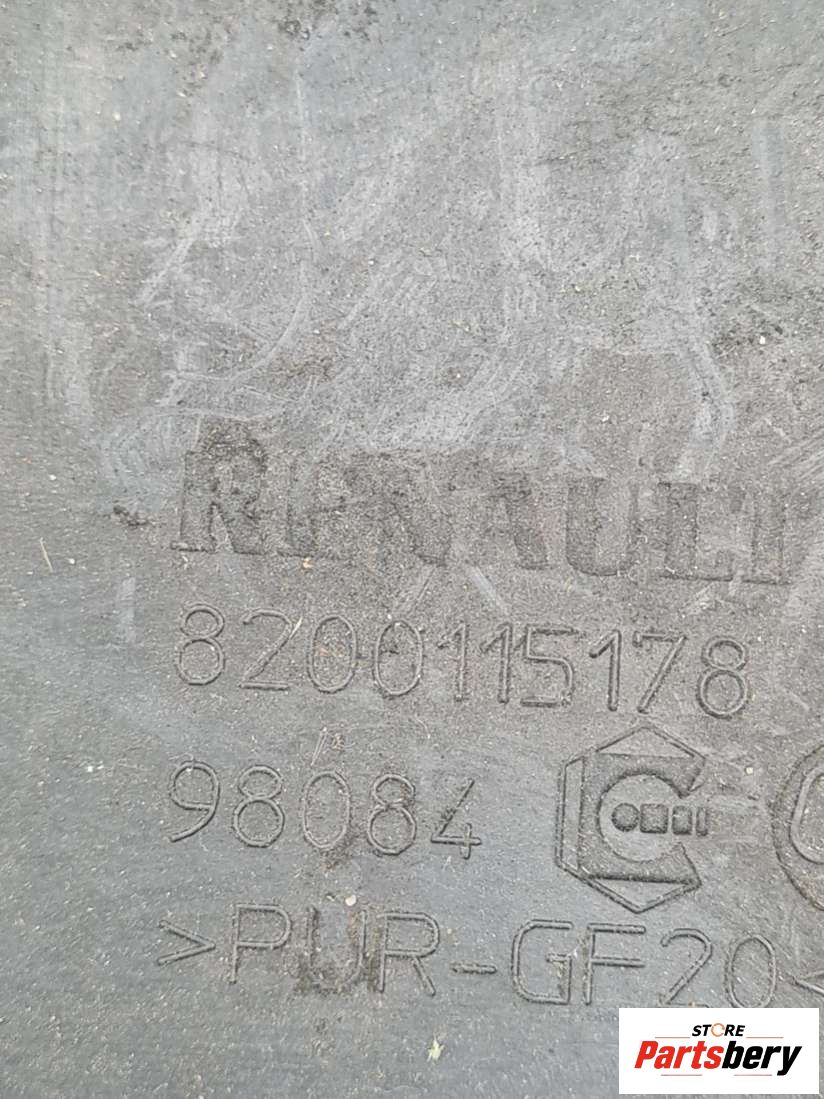 RENAULT
8200115178
98084
>PUR-GF20<
STORE
Partsbery